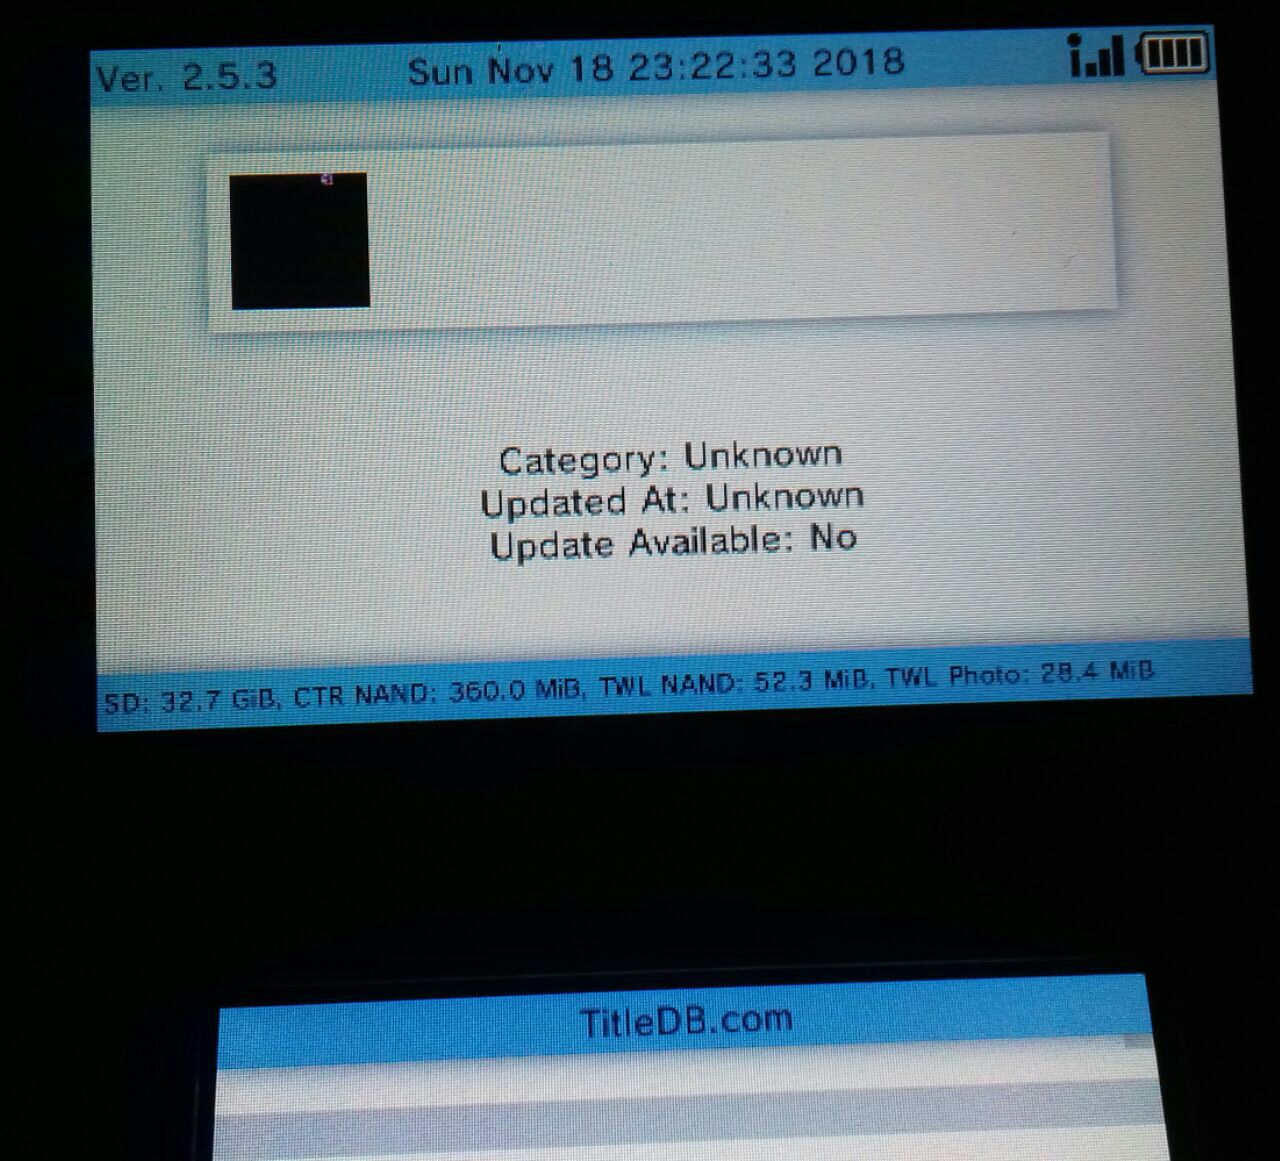 Ver. 2.5.3 Sun Nov 18 23:22:33 2018
Category: Unknown
Updated At: Unknown
Update Available: No
SD: 32.7 GiB, CTR NAND: 360.0 MiB, TWL NAND: 52.3 MiB, TWL Photo: 28.4 MiB
TitleDB.com